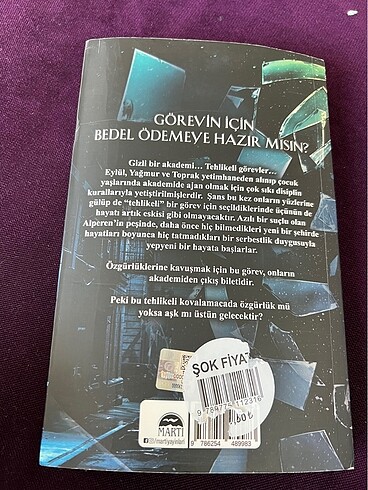 GÖREVİN İÇİN
BEDEL ÖDEMEYE HAZIR MISIN?
Gizli bir akademi... Tehlikeli görevler...
Eylül, Yağmur ve Toprak yetimhaneden alınıp çocuk
yaşlarında akademide ajan olmak için çok sıkı disiplin
kurallarıyla yetiştirilmişlerdir. Şans bu kez onların yüzlerine
gülüp de "tehlikeli" bir görev için seçildiklerinde üçünün de
hayatı artık eskisi gibi olmayacaktır. Azılı bir suçlu olan
Alperen'in peşinde, daha önce hiç bilmedikleri yeni bir şehirde
hayatları boyunca hiç tatmadıkları bir serbestlik duygusuyla
yepyeni bir hayata başlarlar.
Özgürlüklerine kavuşmak için bu görev, onların
akademiden çıkış biletidir.
Peki bu tehlikeli kovalamacada özgürlük mü
yoksa aşk mı üstün gelecektir?
ŞOK FİYAT
MARTI
/martiyayinlari
9 786254 489983